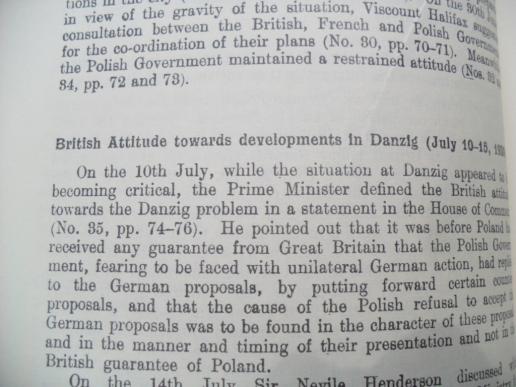 tions in the
on the 30th
in view of the gravity of the situation, Viscount Halifax
consultation between the British, French and Polish
for the co-ordination of their plans (No. 30, pp. 70-71).
the Polish Government maintained a restrained attitude (Nos.
34, pp. 72 and 73).
British Attitude towards developments in Danzig (July 10-15,
On the 10th July, while the situation at Danzig appeared
becoming critical, the Prime Minister defined the British
towards the Danzig problem in a statement in the House of
(No. 35, pp. 74-76). He pointed out that it was before Poland
received any guarantee from Great Britain that the Polish
ment, fearing to be faced with unilateral German action, had
to the German proposals, by putting forward certain
proposals, and that the cause of the Polish refusal to accept
German proposals was to be found in the character of these
and in the manner and timing of their presentation and not in
British guarantee of Poland.
On the 14th July Sir Nevile Henderson discussed